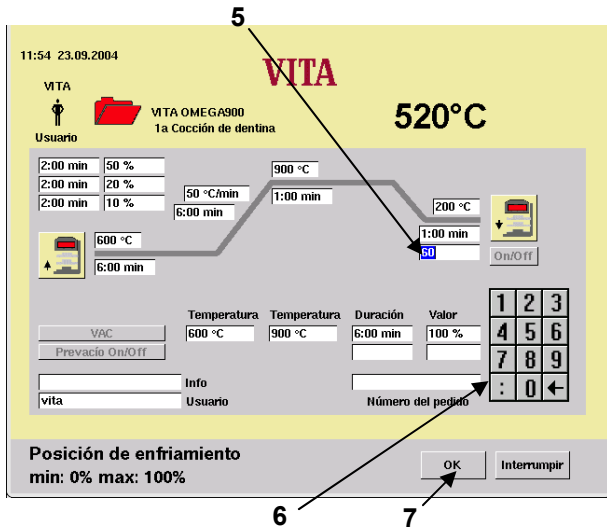 5
11:54 23.09.2004
VITA
VITA
Usuario
VITA OMEGA900
1a Cocción de dentina
520°C
2:00 min 50 %
2:00 min 20 %
2:00 min 10 %
50 °C/min
6:00 min
900 °C
1:00 min
200 °C
1:00 min
60
On/Off
600 °C
6:00 min
Temperatura Temperatura Duración Valor
VAC 600 °C 900 °C 6:00 min 100 %
Prevacío On/Off
1 2 3
4 5 6
7 8 9
: 0 ←
Info
vita Usuario Número del pedido
Posición de enfriamiento
min: 0% max: 100%
OK Interrumpir
6 7